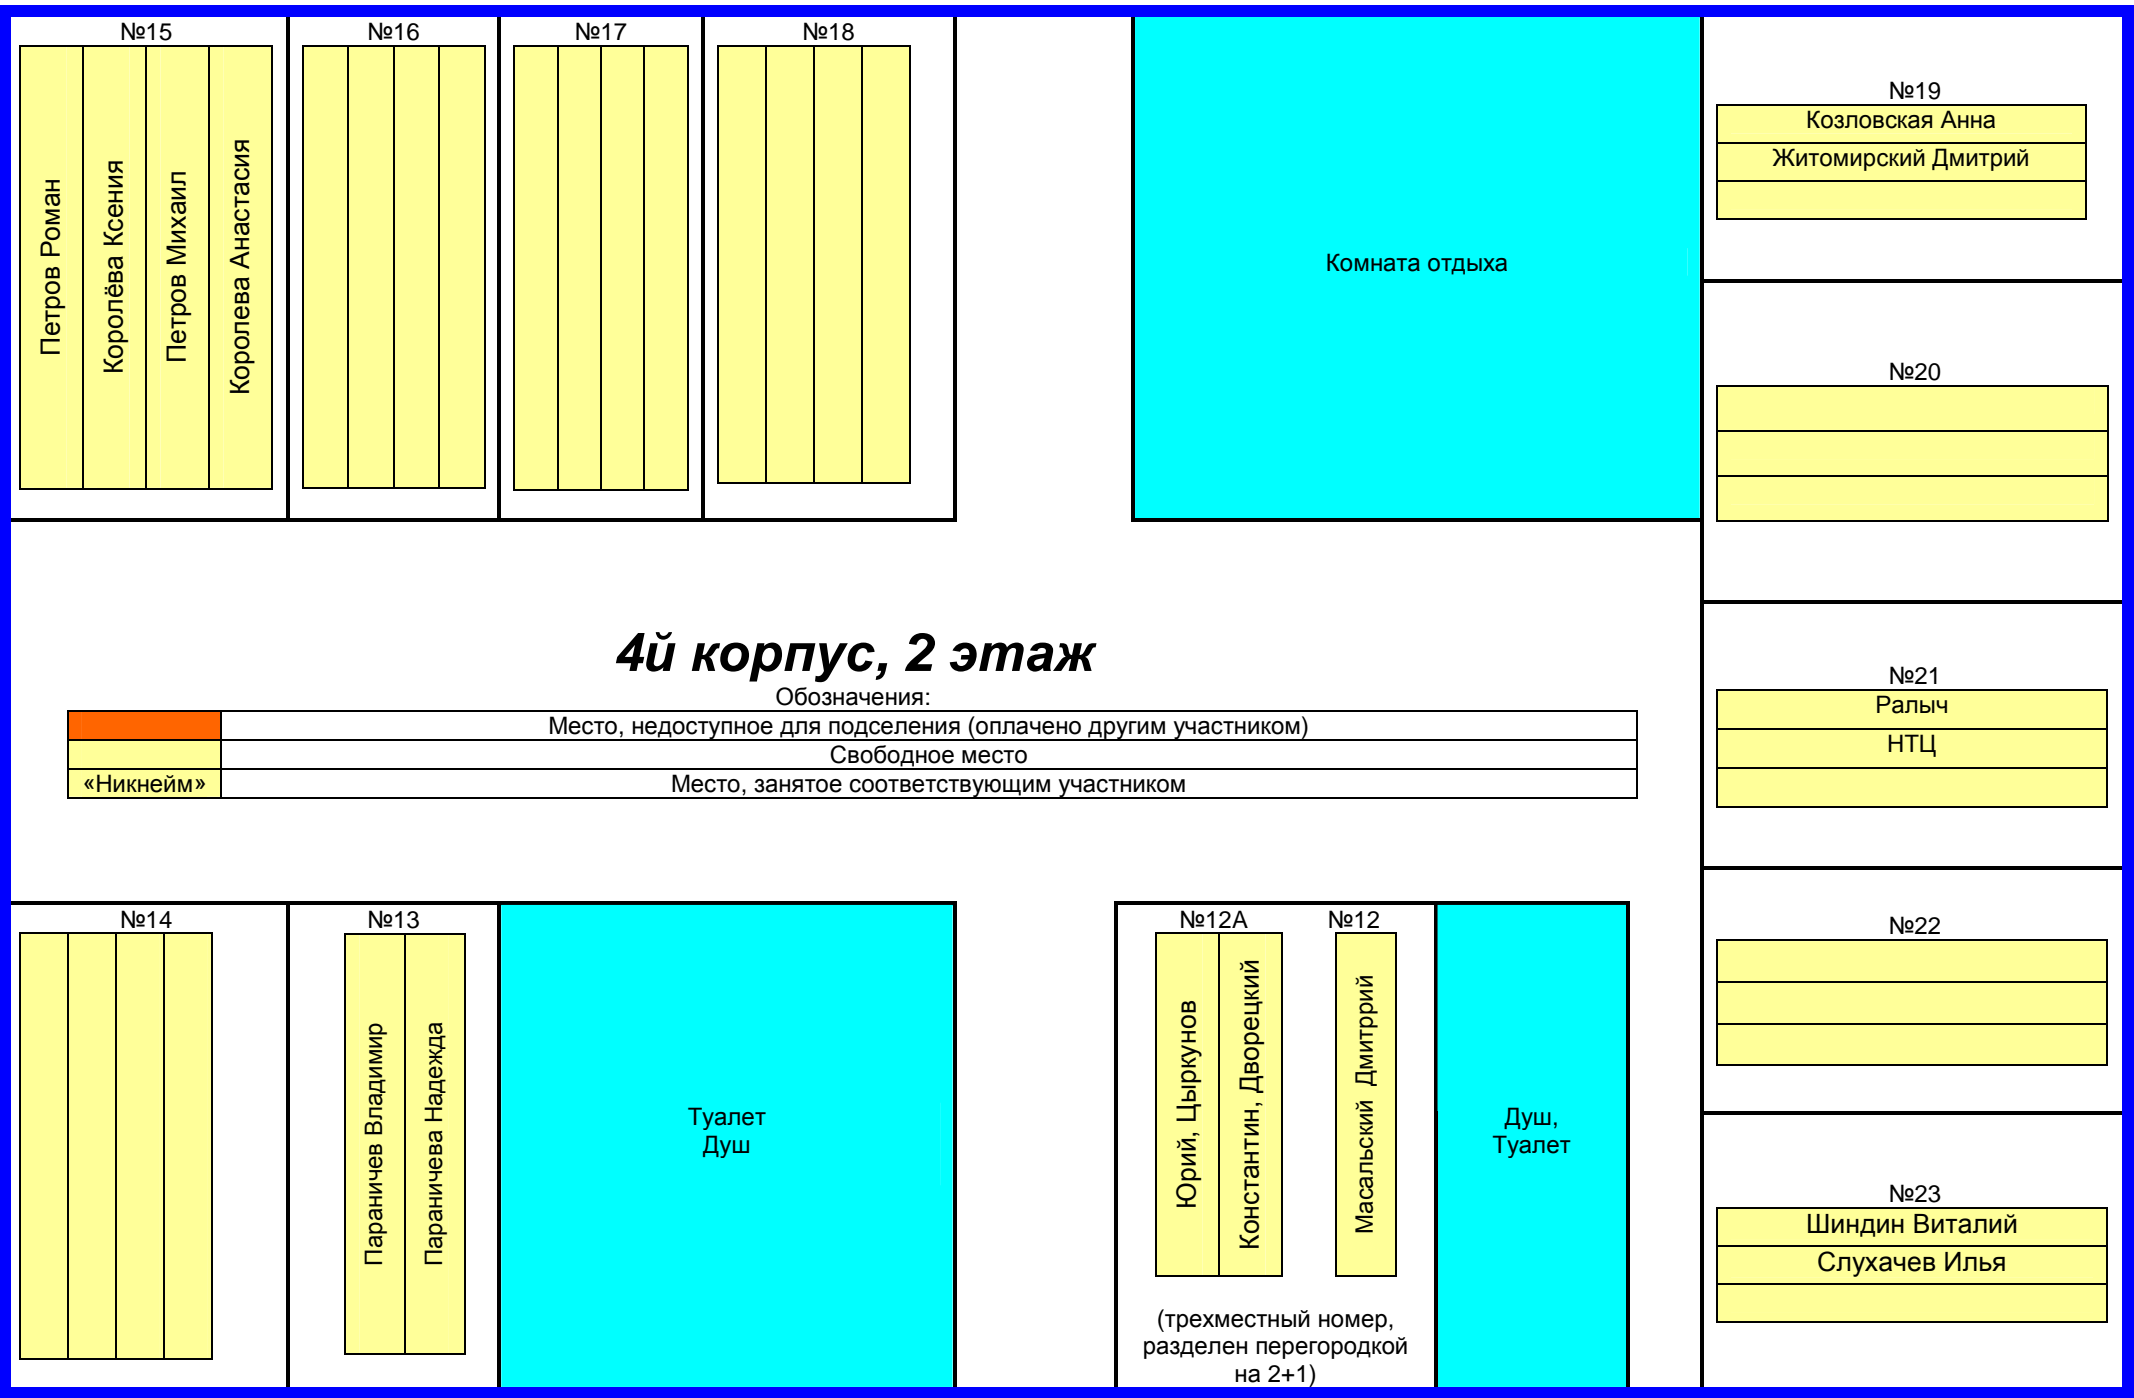 №15
Петров Роман
Королёва Ксения
Петров Михаил
Королева Анастасия
№16
№17
№18
Комната отдыха
№19
Козловская Анна
Житомирский Дмитрий
№20
4й корпус, 2 этаж
Обозначения:
Место, недоступное для подселения (оплачено другим участником)
Свободное место
«Никнейм» Место, занятое соответствующим участником
№21
Ралыч
НТЦ
№14
№13
Параничев Владимир
Параничева Надежда
Туалет
Душ
№12А
Юрий, Цыркунов
Константин, Дворецкий
№12
Масальский Дмитррий
(трехместный номер,
разделен перегородкой
на 2+1)
Душ,
Туалет
№22
№23
Шиндин Виталий
Слухачев Илья